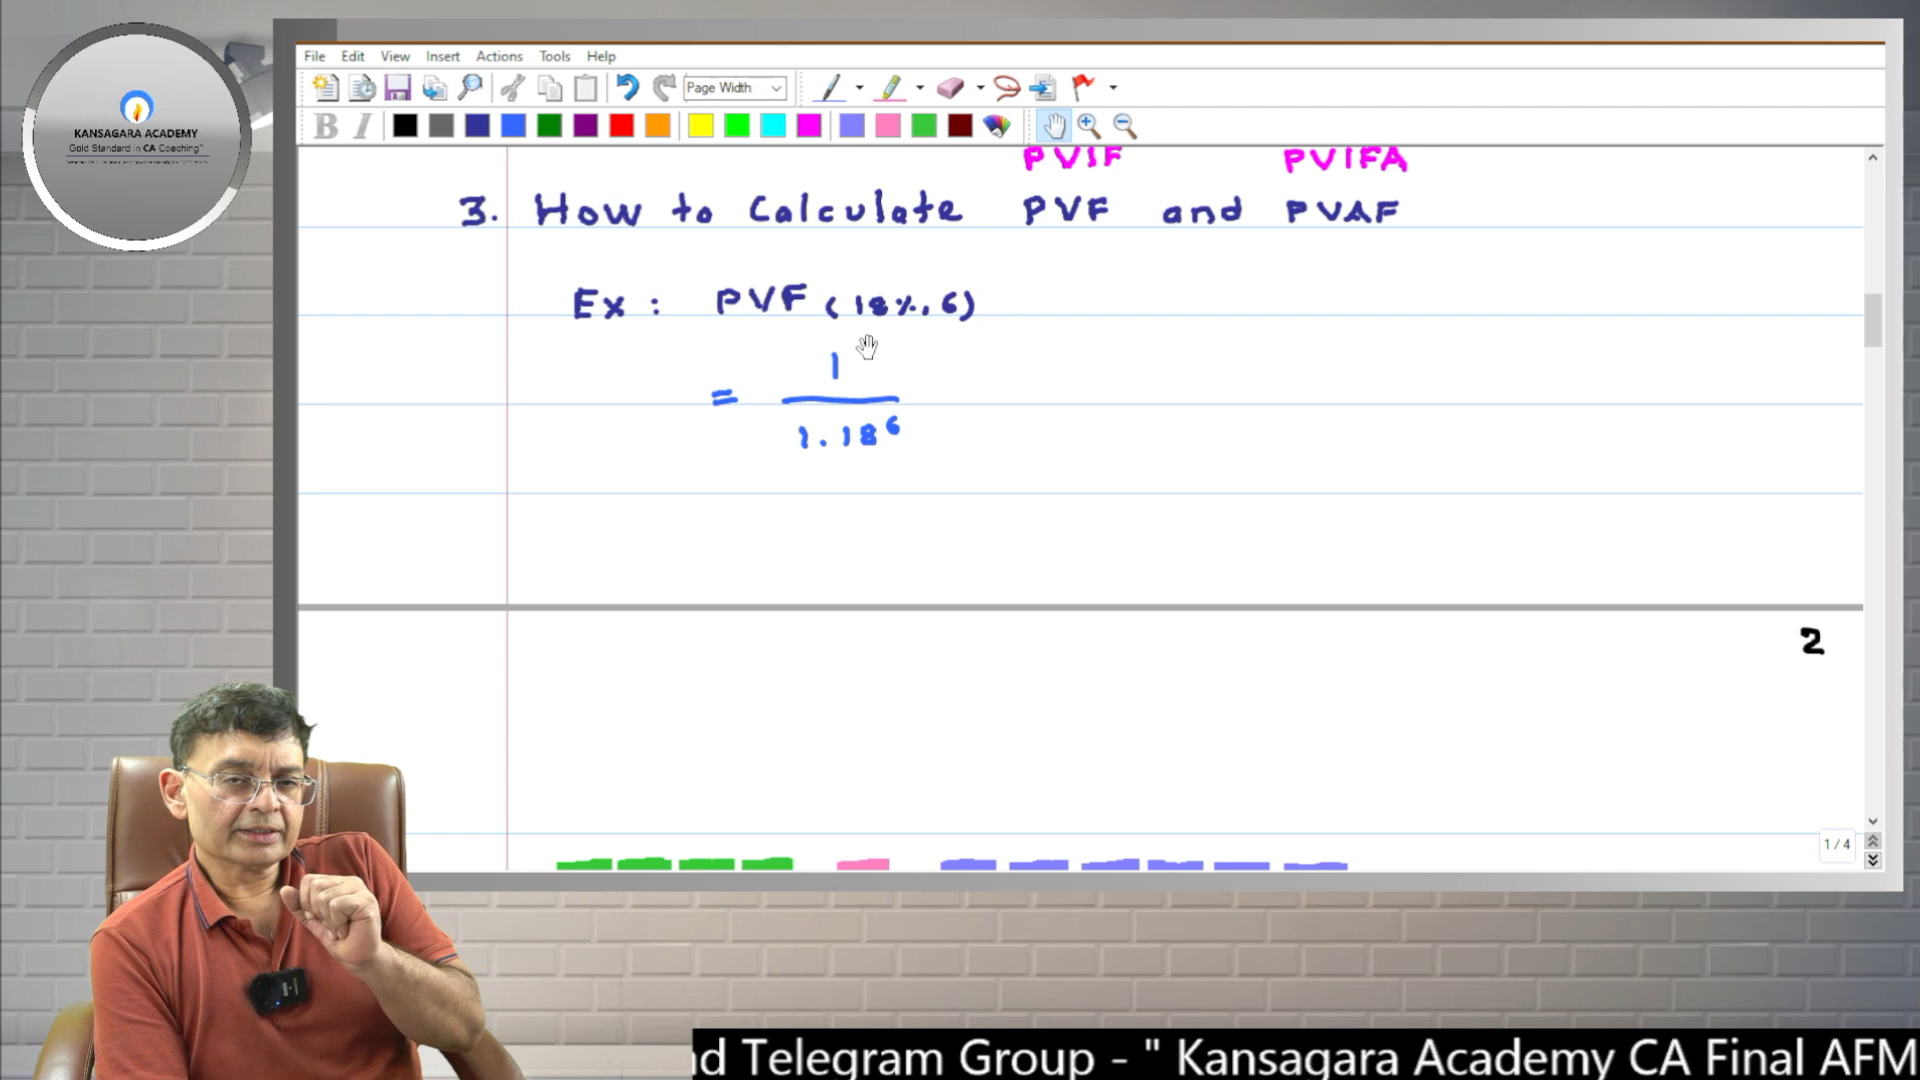 KANSAGARA ACADEMY
Gold Standard in CA Coaching™
File Edit View Insert Actions Tools Help
Page Width
B I
PVIF PVIFA
3. How to Calculate PVF and PVAF
Ex : PVF (18%, 6)
1
= 1.18⁶
2
1 / 4
d Telegram Group - " Kansagara Academy CA Final AFM